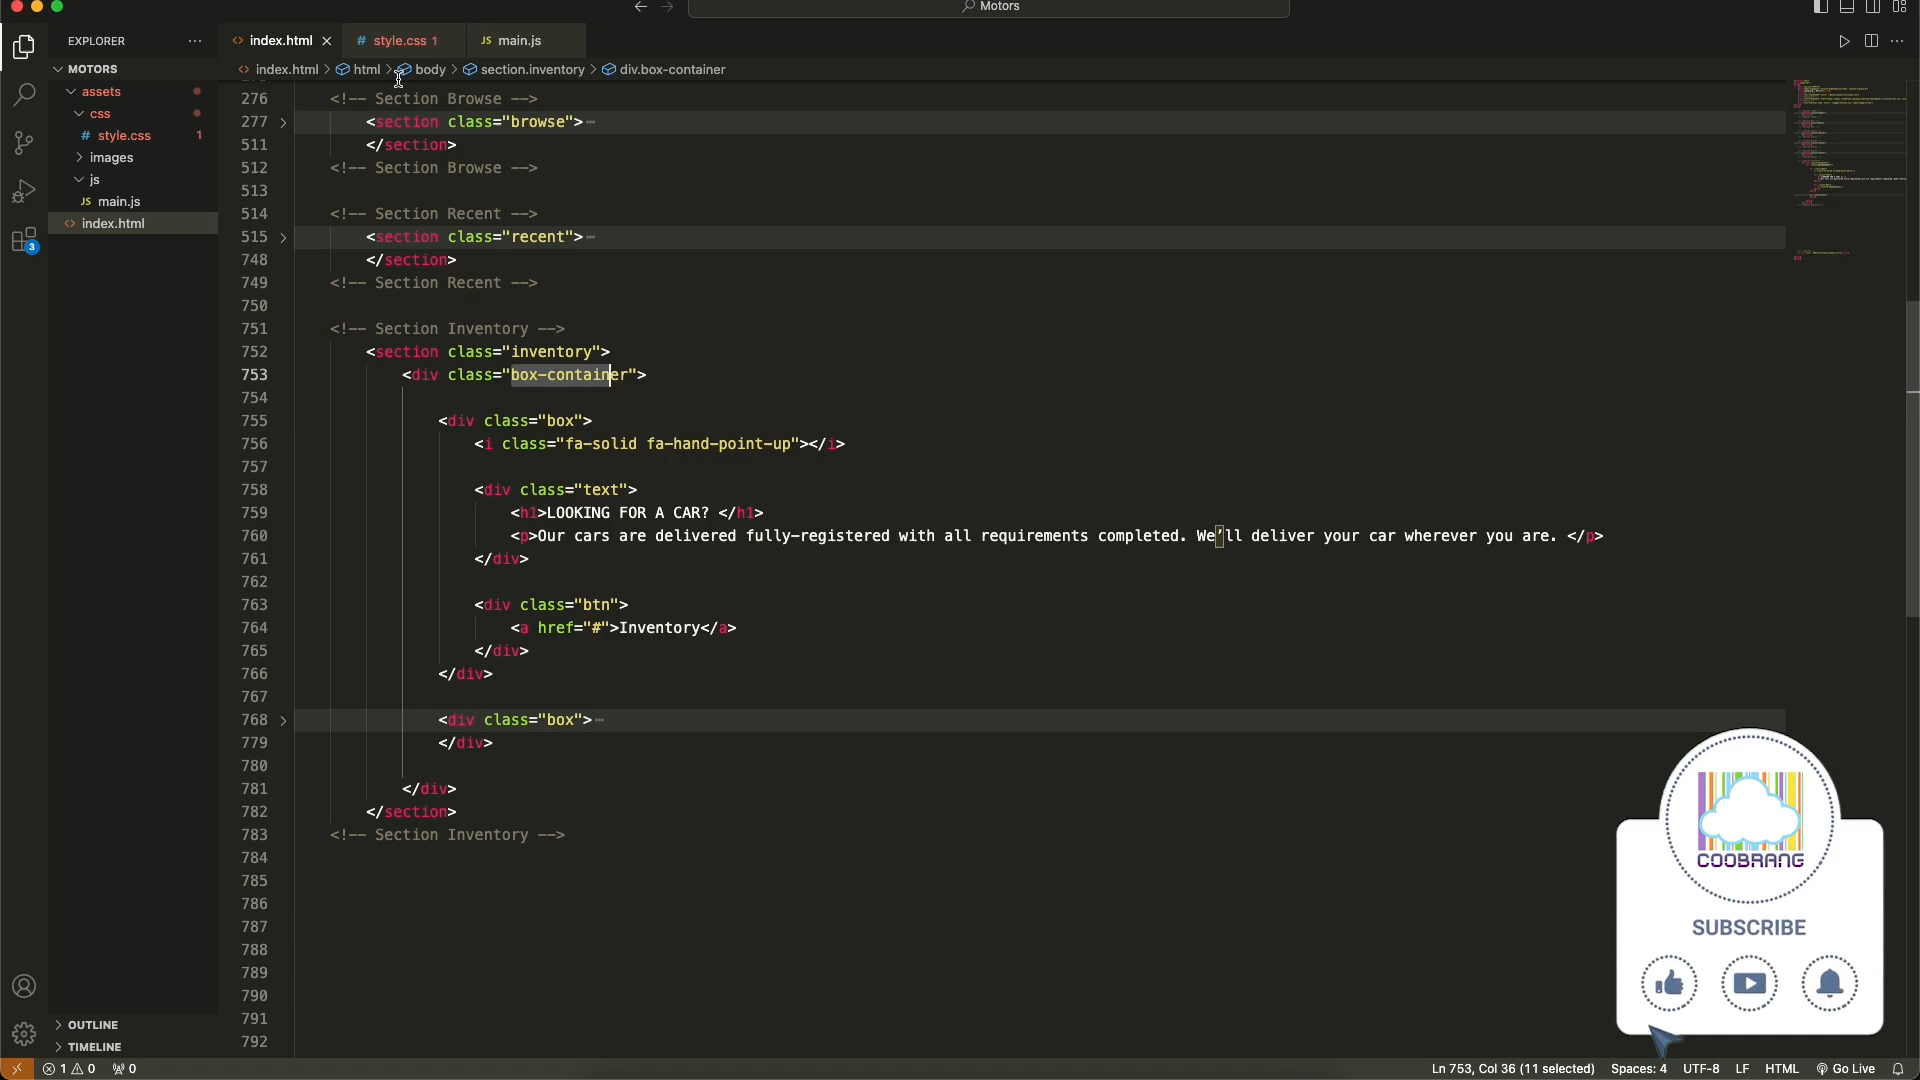 Motors
EXPLORER ···
index.html
# style.css 1
JS main.js
MOTORS
index.html > html > body > section.inventory > div.box-container
assets
css
# style.css 1
images
js
JS main.js
index.html
3
276 <!-- Section Browse -->
277 <section class="browse">
511 </section>
512 <!-- Section Browse -->
513
514 <!-- Section Recent -->
515 <section class="recent">
748 </section>
749 <!-- Section Recent -->
750
751 <!-- Section Inventory -->
752 <section class="inventory">
753 <div class="box-container">
754
755 <div class="box">
756 <i class="fa-solid fa-hand-point-up"></i>
757
758 <div class="text">
759 <h1>LOOKING FOR A CAR? </h1>
760 <p>Our cars are delivered fully-registered with all requirements completed. We’ll deliver your car wherever you are. </p>
761 </div>
762
763 <div class="btn">
764 <a href="#">Inventory</a>
765 </div>
766 </div>
767
768 <div class="box">
779 </div>
780
781 </div>
782 </section>
783 <!-- Section Inventory -->
784
785
786
787
788
789
790
791
792
COOBRANG
SUBSCRIBE
OUTLINE
TIMELINE
1 0 0
Ln 753, Col 36 (11 selected) Spaces: 4 UTF-8 LF HTML Go Live